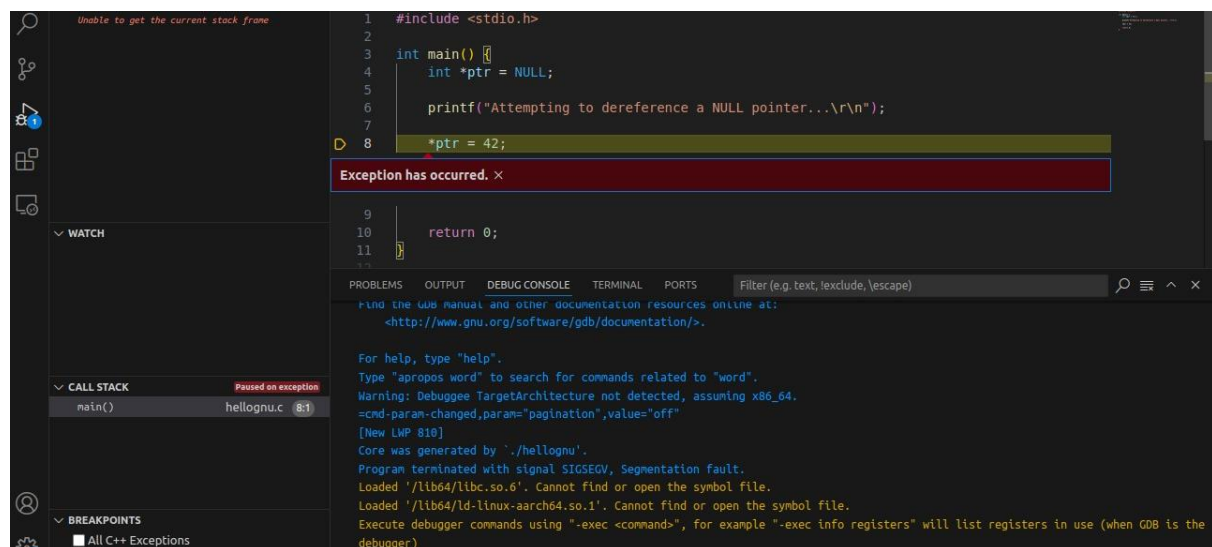 Unable to get the current stack frame
1 #include <stdio.h>
2
3 int main() {
4 int *ptr = NULL;
5
6 printf("Attempting to dereference a NULL pointer...\r\n");
7
8 *ptr = 42;
Exception has occurred. ×
9
10 return 0;
11 }
12
WATCH
CALL STACK Paused on exception
main() hellognu.c 8:1
BREAKPOINTS
All C++ Exceptions
1
PROBLEMS OUTPUT DEBUG CONSOLE TERMINAL PORTS Filter (e.g. text, !exclude, \escape)
Find the GDB manual and other documentation resources online at:
<http://www.gnu.org/software/gdb/documentation/>.
For help, type "help".
Type "apropos word" to search for commands related to "word".
Warning: Debuggee TargetArchitecture not detected, assuming x86_64.
=cmd-param-changed,param="pagination",value="off"
[New LWP 810]
Core was generated by `./hellognu'.
Program terminated with signal SIGSEGV, Segmentation fault.
Loaded '/lib64/libc.so.6'. Cannot find or open the symbol file.
Loaded '/lib64/ld-linux-aarch64.so.1'. Cannot find or open the symbol file.
Execute debugger commands using "-exec <command>", for example "-exec info registers" will list registers in use (when GDB is the
debugger)